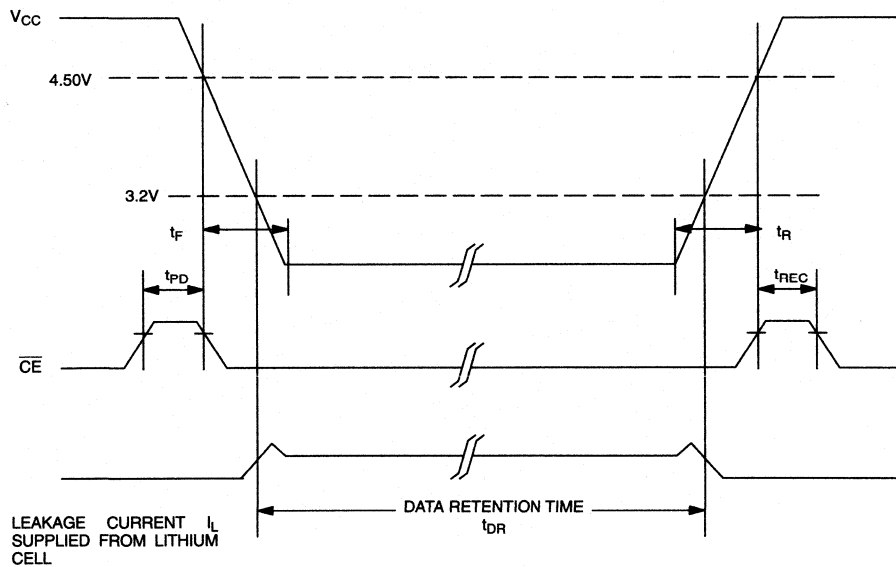 VCC
4.50V
3.2V
tF
tR
tPD
tREC
CE
DATA RETENTION TIME
tDR
LEAKAGE CURRENT IL
SUPPLIED FROM LITHIUM
CELL